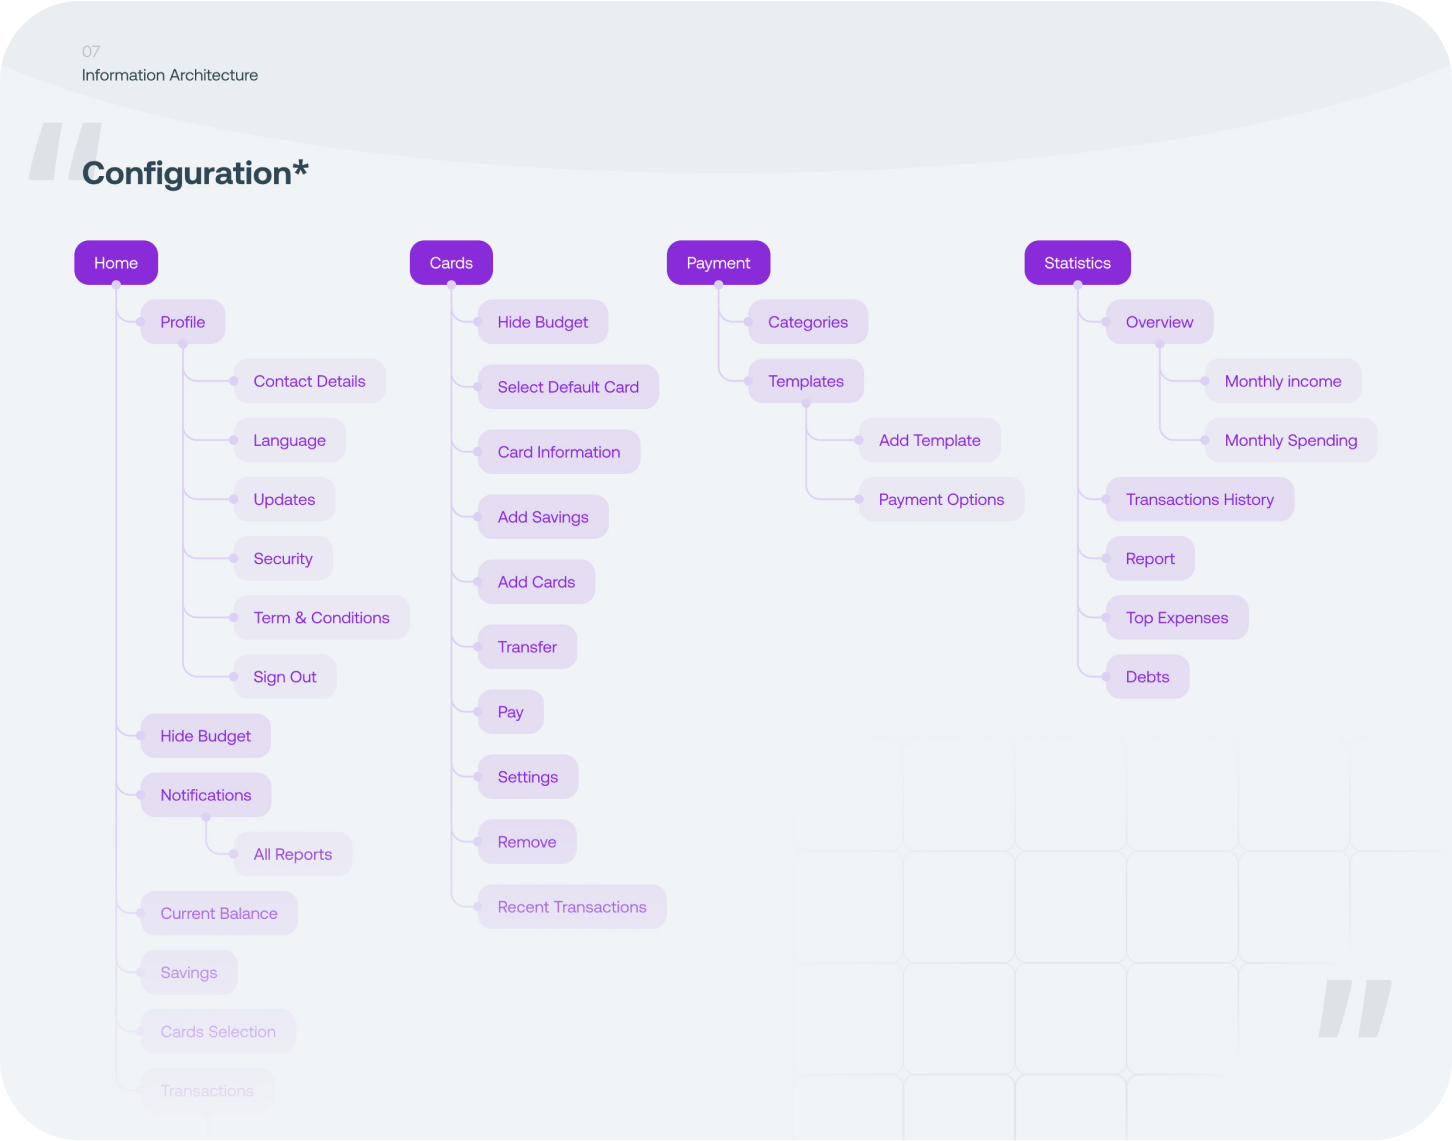 07
Information Architecture
"
Configuration*
Home
Profile
Contact Details
Language
Updates
Security
Term & Conditions
Sign Out
Hide Budget
Notifications
All Reports
Current Balance
Savings
Cards Selection
Transactions
Cards
Hide Budget
Select Default Card
Card Information
Add Savings
Add Cards
Transfer
Pay
Settings
Remove
Recent Transactions
Payment
Categories
Templates
Add Template
Payment Options
Statistics
Overview
Monthly income
Monthly Spending
Transactions History
Report
Top Expenses
Debts
"